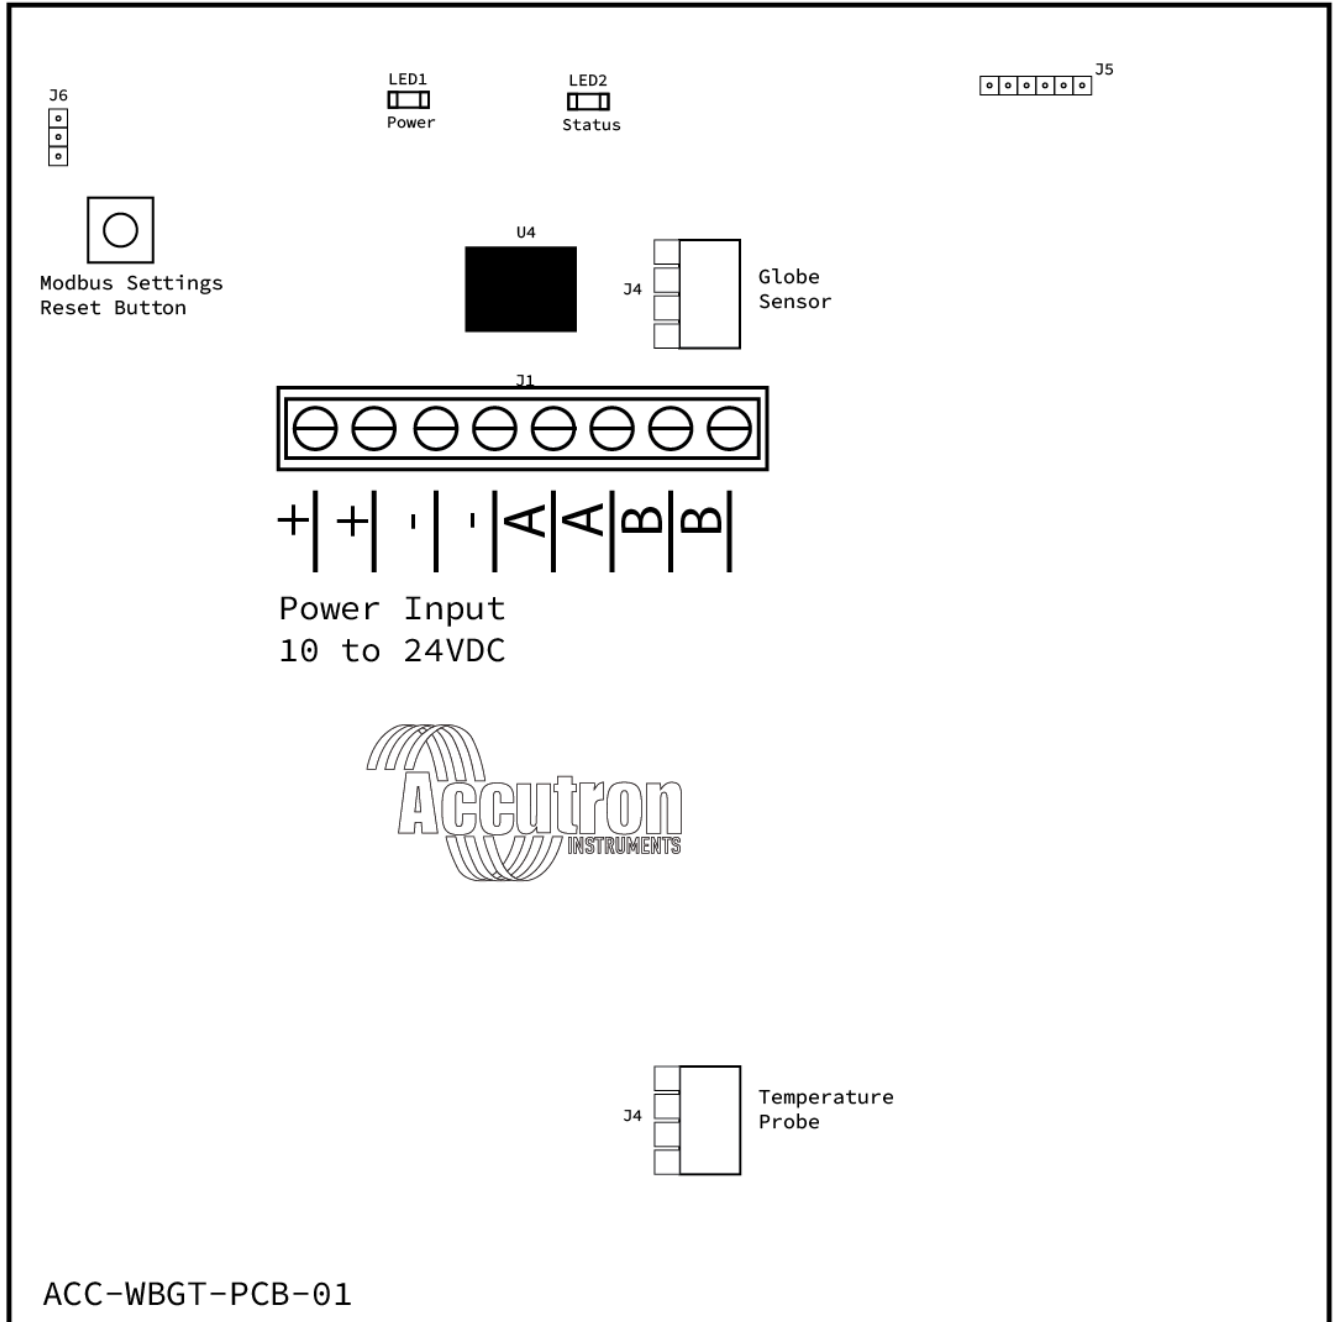 J6
LED1
Power
LED2
Status
J5
Modbus Settings
Reset Button
U4
J4
Globe
Sensor
J1
+ + - - A A B B
Power Input
10 to 24VDC
Accutron
INSTRUMENTS
J4
Temperature
Probe
ACC-WBGT-PCB-01